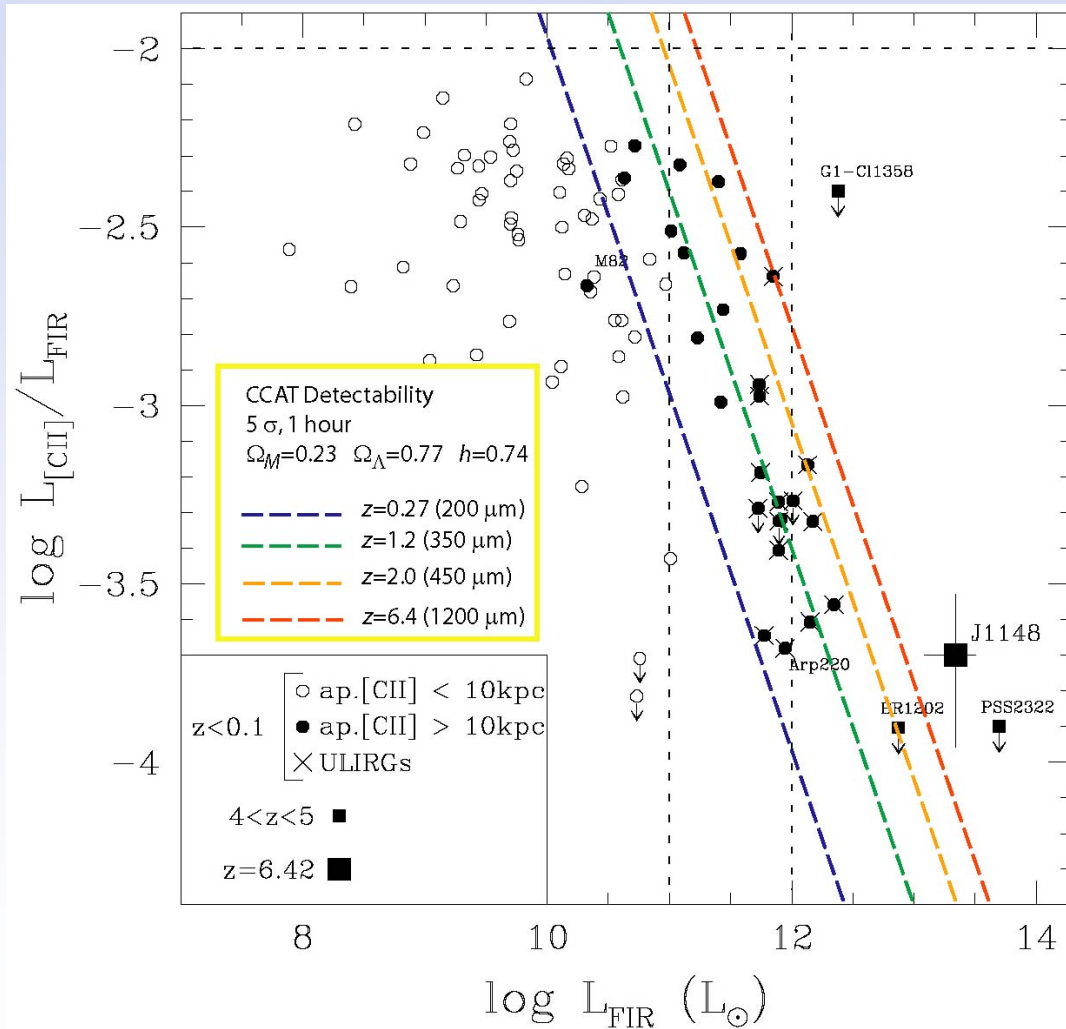 -2
-2.5
-3
-3.5
-4
log L[CII]/LFIR
8
10
12
14
log LFIR (L⊙)
G1-Cl1358
M82
Arp220
J1148
BR1202
PSS2322
CCAT Detectability
5 σ, 1 hour
ΩM=0.23 ΩΛ=0.77 h=0.74
z=0.27 (200 μm)
z=1.2 (350 μm)
z=2.0 (450 μm)
z=6.4 (1200 μm)
z<0.1
ap.[CII] < 10kpc
ap.[CII] > 10kpc
ULIRGs
4<z<5
z=6.42